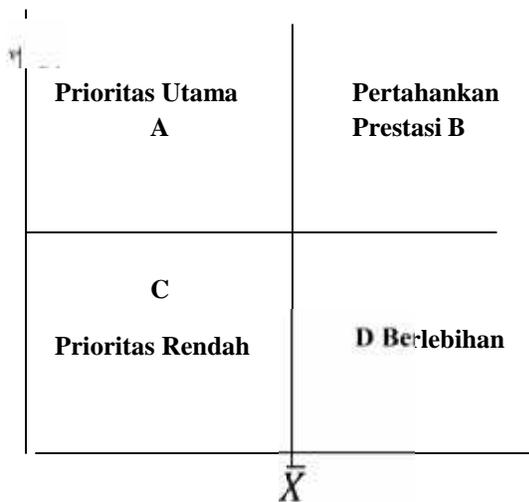 Prioritas Utama
A
Pertahankan
Prestasi B
C
Prioritas Rendah
D Berlebihan
X̅